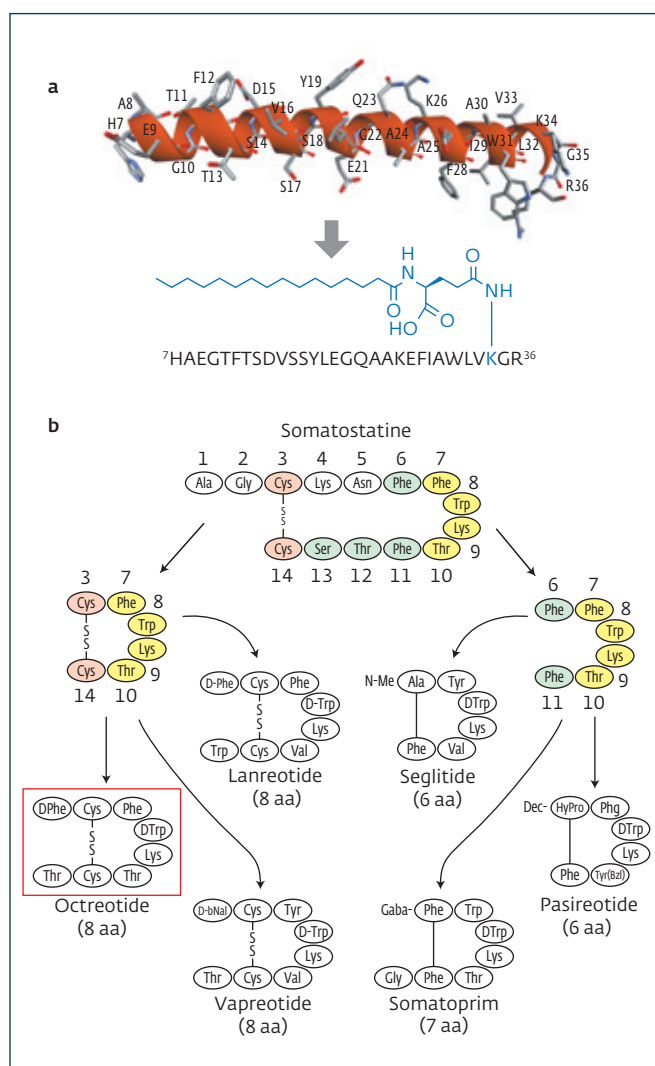 a
F12
D15
Y19
T11
V16
A8
Q23
K26
A30
V33
H7
E9
K34
S14
S18
C22
A24
A25
I29
W31
L32
G35
G10
T13
S17
E21
F28
R36
O
H
N
O
NH
O
HO
O
⁷HAEGTFTSDVSSYLEGQAAKEFIAWLVKGR³⁶
b
Somatostatine
1 2 3 4 5 6 7
Ala Gly Cys Lys Asn Phe Phe 8
Trp
S
S
Lys
Cys Ser Thr Phe Thr 9
14 13 12 11 10
3 7
Cys Phe 8
Trp
S
S
Lys
Cys Thr 9
14 10
6 7
Phe Phe 8
Trp
Lys
Phe Thr 9
11 10
D-Phe Cys Phe
D-Trp
S
S
Lys
Trp Cys Val
Lanreotide
(8 aa)
N-Me Ala Tyr
DTrp
Lys
Phe Val
Seglitide
(6 aa)
DPhe Cys Phe
DTrp
S
S
Lys
Thr Cys Thr
Octreotide
(8 aa)
Dec- HyPro Phg
DTrp
Lys
Phe Tyr(Bzl)
Pasireotide
(6 aa)
D-bNal Cys Tyr
D-Trp
S
S
Lys
Thr Cys Val
Vapreotide
(8 aa)
Gaba- Phe Trp
DTrp
Lys
Gly Phe Thr
Somatoprim
(7 aa)